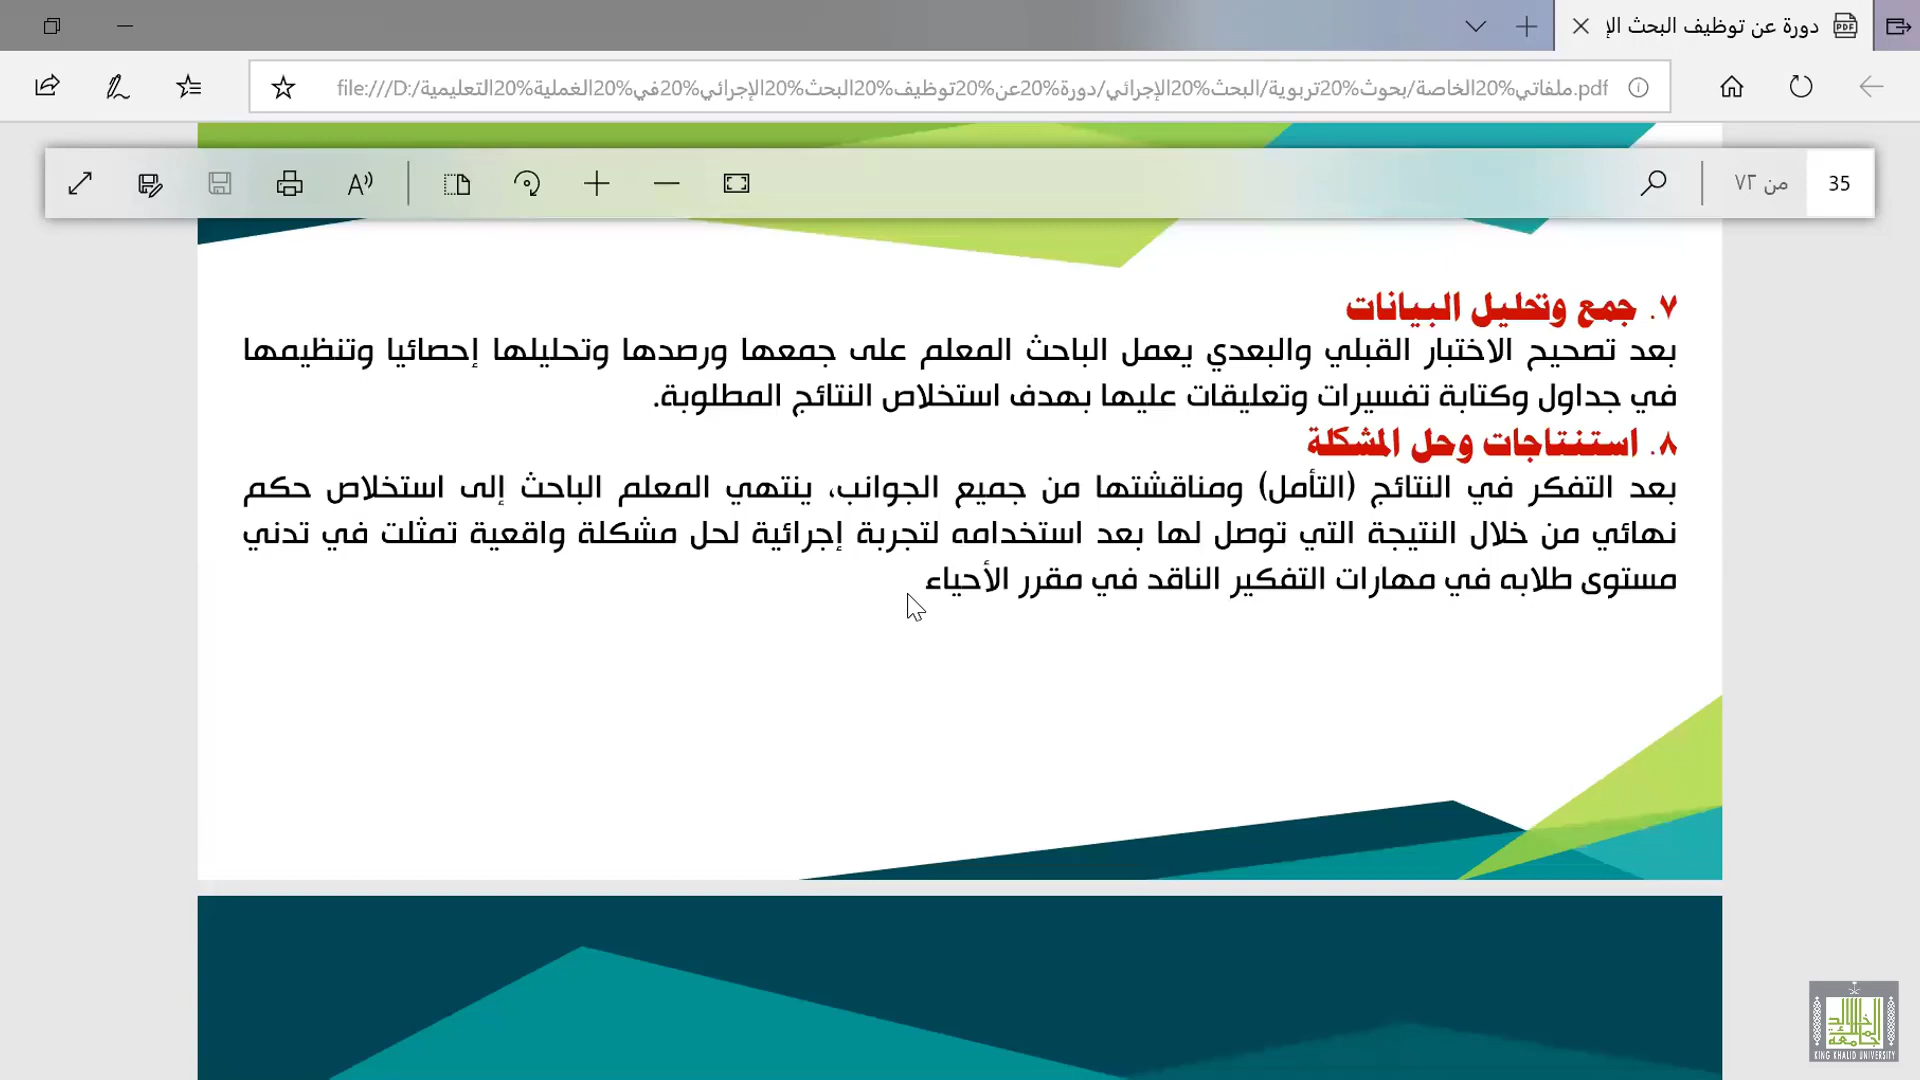 دورة عن توظيف البحث الإ
file:///D:/ملفاتي%20الخاصة/بحوث%20تربوية/البحث%20الإجرائي/دورة%20عن%20توظيف%20البحث%20الإجرائي%20في%20الغملية%20التعليمية.pdf
35 من ٧٢
٧. جمع وتحليل البيانات
بعد تصحيح الاختبار القبلي والبعدي يعمل الباحث المعلم على جمعها ورصدها وتحليلها إحصائيا وتنظيمها
في جداول وكتابة تفسيرات وتعليقات عليها بهدف استخلاص النتائج المطلوبة.
٨. استنتاجات وحل المشكلة
بعد التفكر في النتائج (التأمل) ومناقشتها من جميع الجوانب، ينتهي المعلم الباحث إلى استخلاص حكم
نهائي من خلال النتيجة التي توصل لها بعد استخدامه لتجربة إجرائية لحل مشكلة واقعية تمثلت في تدني
مستوى طلابه في مهارات التفكير الناقد في مقرر الأحياء
جامعة الملك خالد
KING KHALID UNIVERSITY